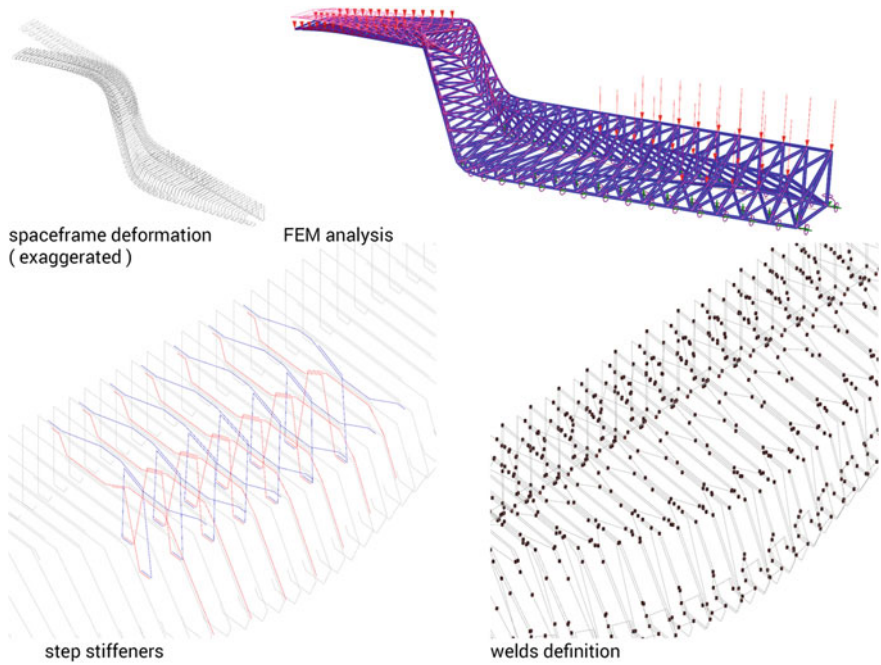 spaceframe deformation
( exaggerated )
FEM analysis
step stiffeners
welds definition